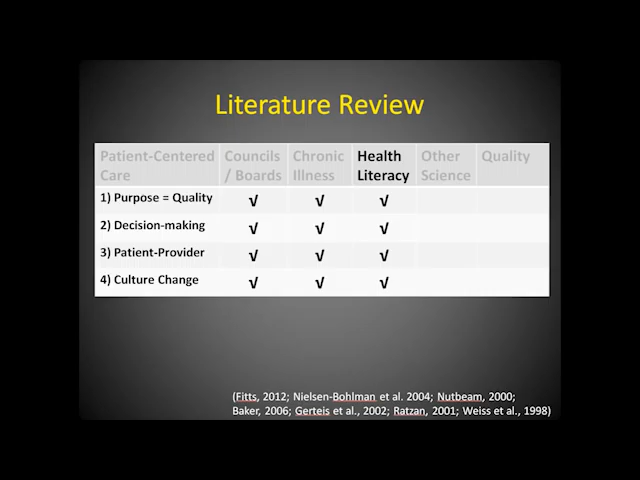 Literature Review
Patient-Centered Care | Councils / Boards | Chronic Illness | Health Literacy | Other Science | Quality
1) Purpose = Quality √ √ √
2) Decision-making √ √ √
3) Patient-Provider √ √ √
4) Culture Change √ √ √
(Fitts, 2012; Nielsen-Bohlman et al. 2004; Nutbeam, 2000;
Baker, 2006; Gerteis et al., 2002; Ratzan, 2001; Weiss et al., 1998)